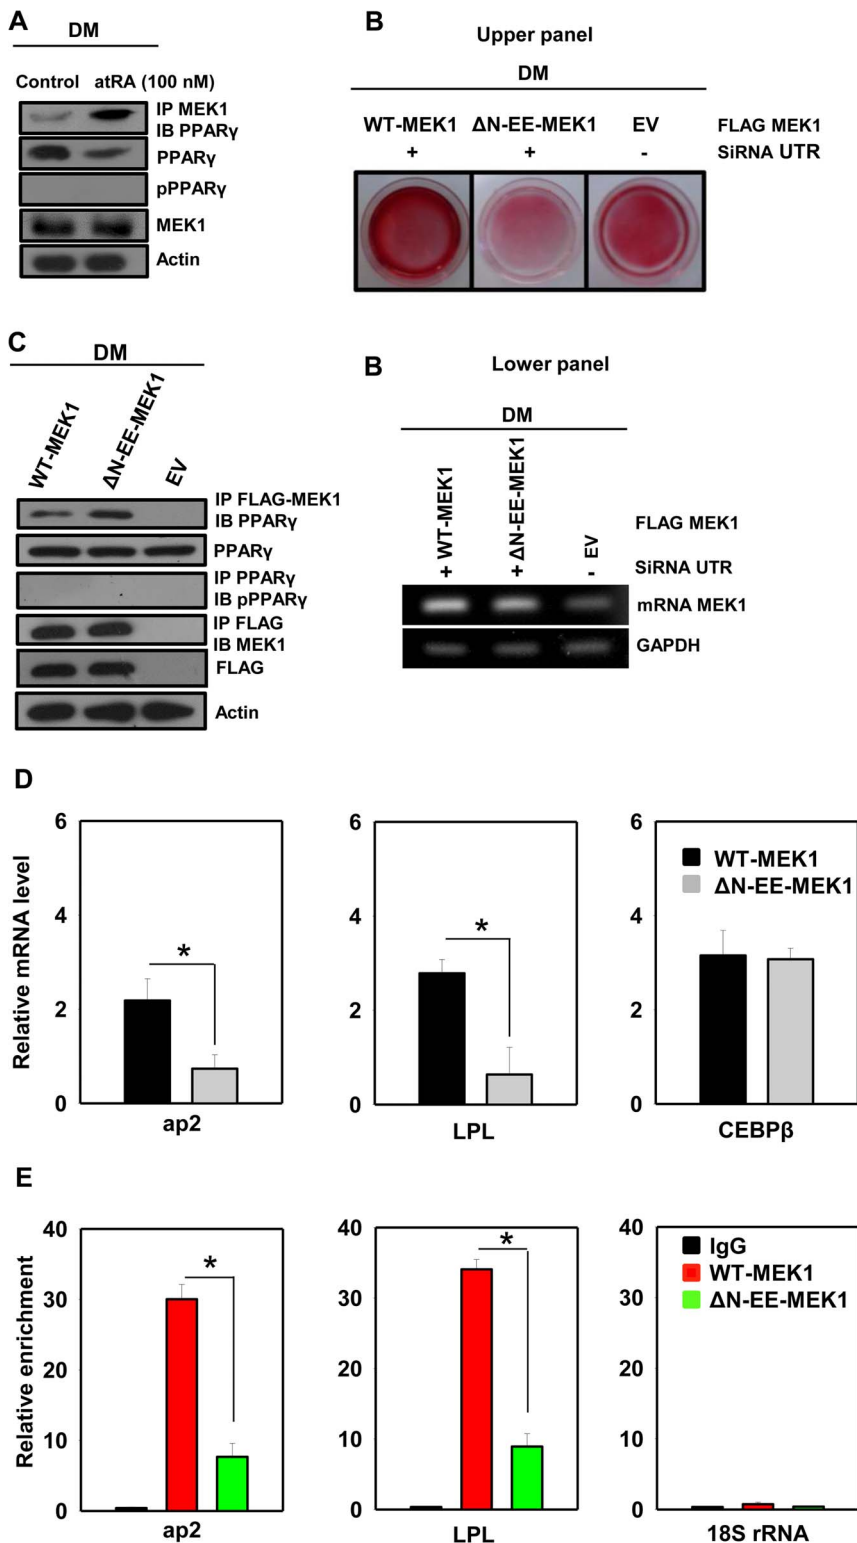 A
DM
Control atRA (100 nM)
IP MEK1
IB PPARγ
PPARγ
pPPARγ
MEK1
Actin
B
Upper panel
DM
WT-MEK1 ΔN-EE-MEK1 EV FLAG MEK1
+ + - SiRNA UTR
C
DM
WT-MEK1
ΔN-EE-MEK1
EV
IP FLAG-MEK1
IB PPARγ
PPARγ
IP PPARγ
IB pPPARγ
IP FLAG
IB MEK1
FLAG
Actin
B
Lower panel
DM
+ WT-MEK1
+ ΔN-EE-MEK1
- EV
FLAG MEK1
SiRNA UTR
mRNA MEK1
GAPDH
D
Relative mRNA level
6
4
2
0
*
ap2
6
4
2
0
*
LPL
6
4
2
0
WT-MEK1
ΔN-EE-MEK1
CEBPβ
E
Relative enrichment
40
30
20
10
0
*
ap2
40
30
20
10
0
*
LPL
40
30
20
10
0
IgG
WT-MEK1
ΔN-EE-MEK1
18S rRNA